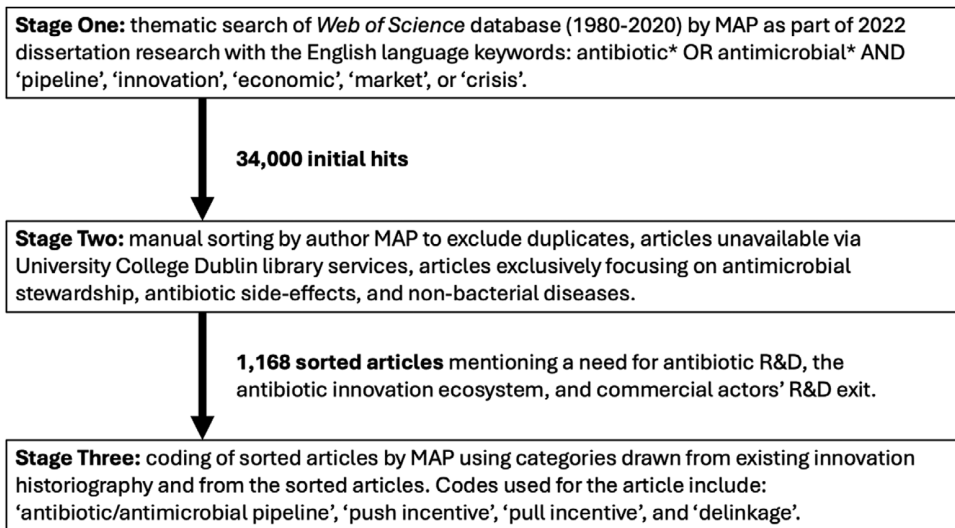 Stage One: thematic search of Web of Science database (1980-2020) by MAP as part of 2022
dissertation research with the English language keywords: antibiotic* OR antimicrobial* AND
‘pipeline’, ‘innovation’, ‘economic’, ‘market’, or ‘crisis’.
34,000 initial hits
Stage Two: manual sorting by author MAP to exclude duplicates, articles unavailable via
University College Dublin library services, articles exclusively focusing on antimicrobial
stewardship, antibiotic side-effects, and non-bacterial diseases.
1,168 sorted articles mentioning a need for antibiotic R&D, the
antibiotic innovation ecosystem, and commercial actors’ R&D exit.
Stage Three: coding of sorted articles by MAP using categories drawn from existing innovation
historiography and from the sorted articles. Codes used for the article include:
‘antibiotic/antimicrobial pipeline’, ‘push incentive’, ‘pull incentive’, and ‘delinkage’.